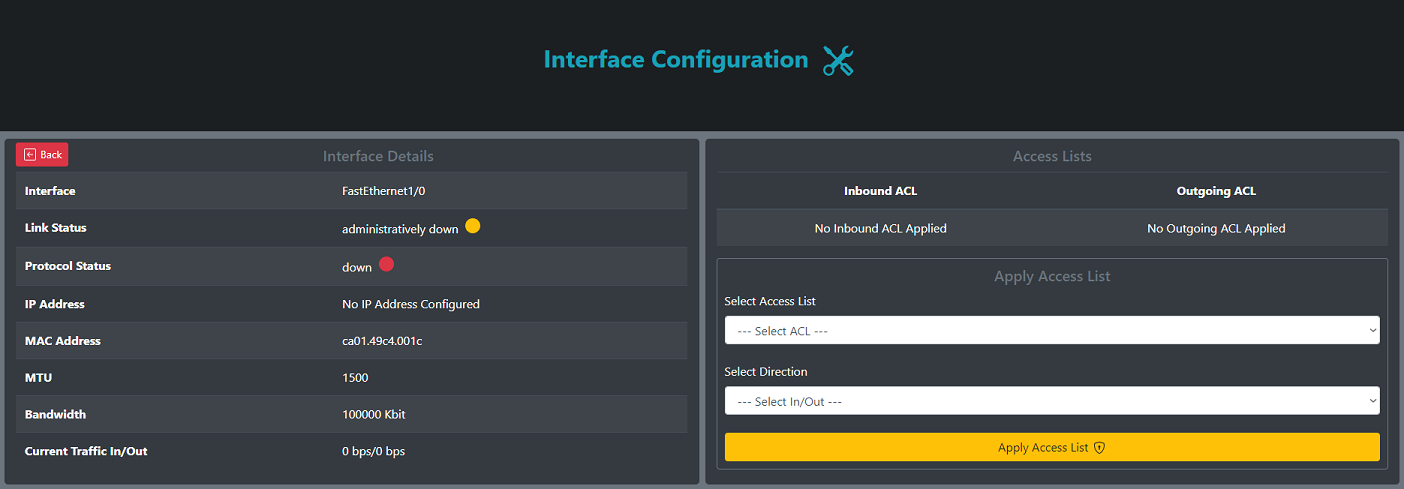 Interface Configuration
Back
Interface Details
Interface FastEthernet1/0
Link Status administratively down
Protocol Status down
IP Address No IP Address Configured
MAC Address ca01.49c4.001c
MTU 1500
Bandwidth 100000 Kbit
Current Traffic In/Out 0 bps/0 bps
Access Lists
Inbound ACL Outgoing ACL
No Inbound ACL Applied No Outgoing ACL Applied
Apply Access List
Select Access List
--- Select ACL ---
Select Direction
--- Select In/Out ---
Apply Access List